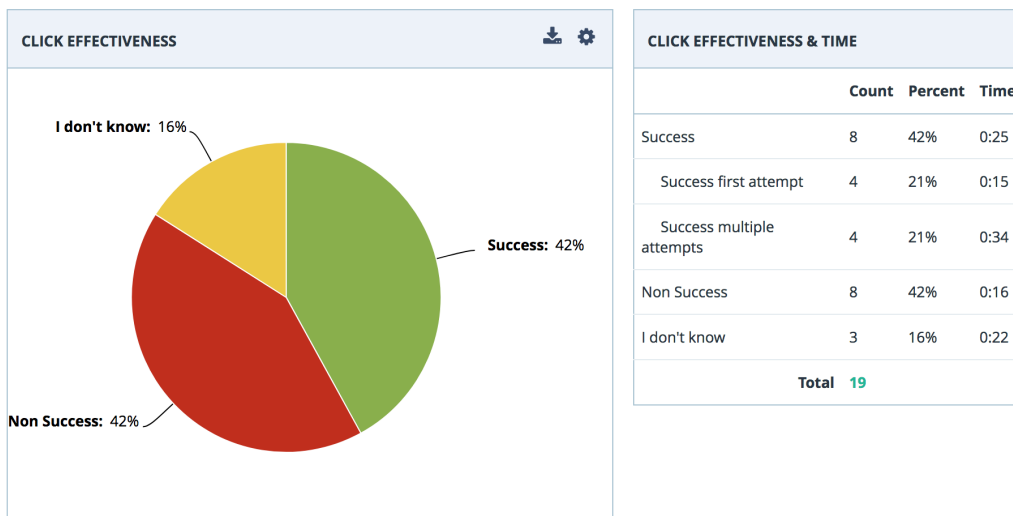 CLICK EFFECTIVENESS
I don't know: 16%
Success: 42%
Non Success: 42%
CLICK EFFECTIVENESS & TIME
Count Percent Time
Success 8 42% 0:25
Success first attempt 4 21% 0:15
Success multiple
attempts 4 21% 0:34
Non Success 8 42% 0:16
I don't know 3 16% 0:22
Total 19